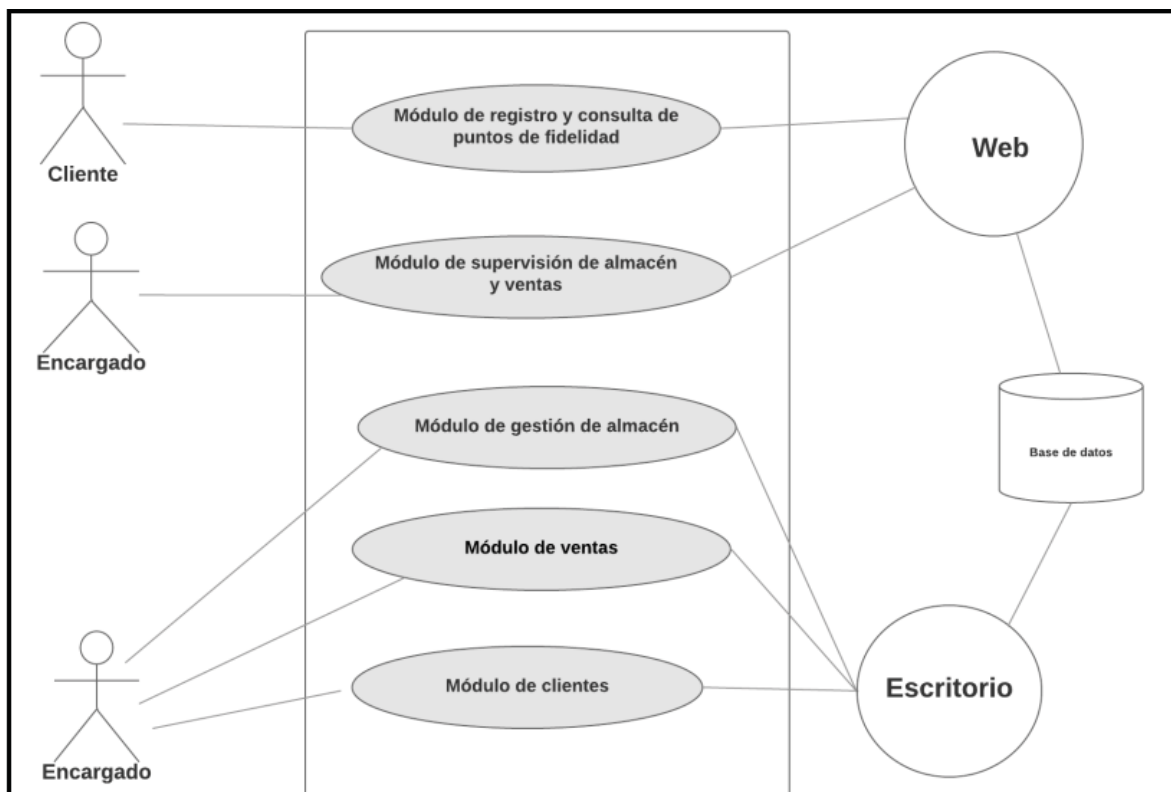 Módulo de registro y consulta de
puntos de fidelidad
Web
Cliente
Módulo de supervisión de almacén
y ventas
Encargado
Módulo de gestión de almacén
Base de datos
Módulo de ventas
Módulo de clientes
Escritorio
Encargado